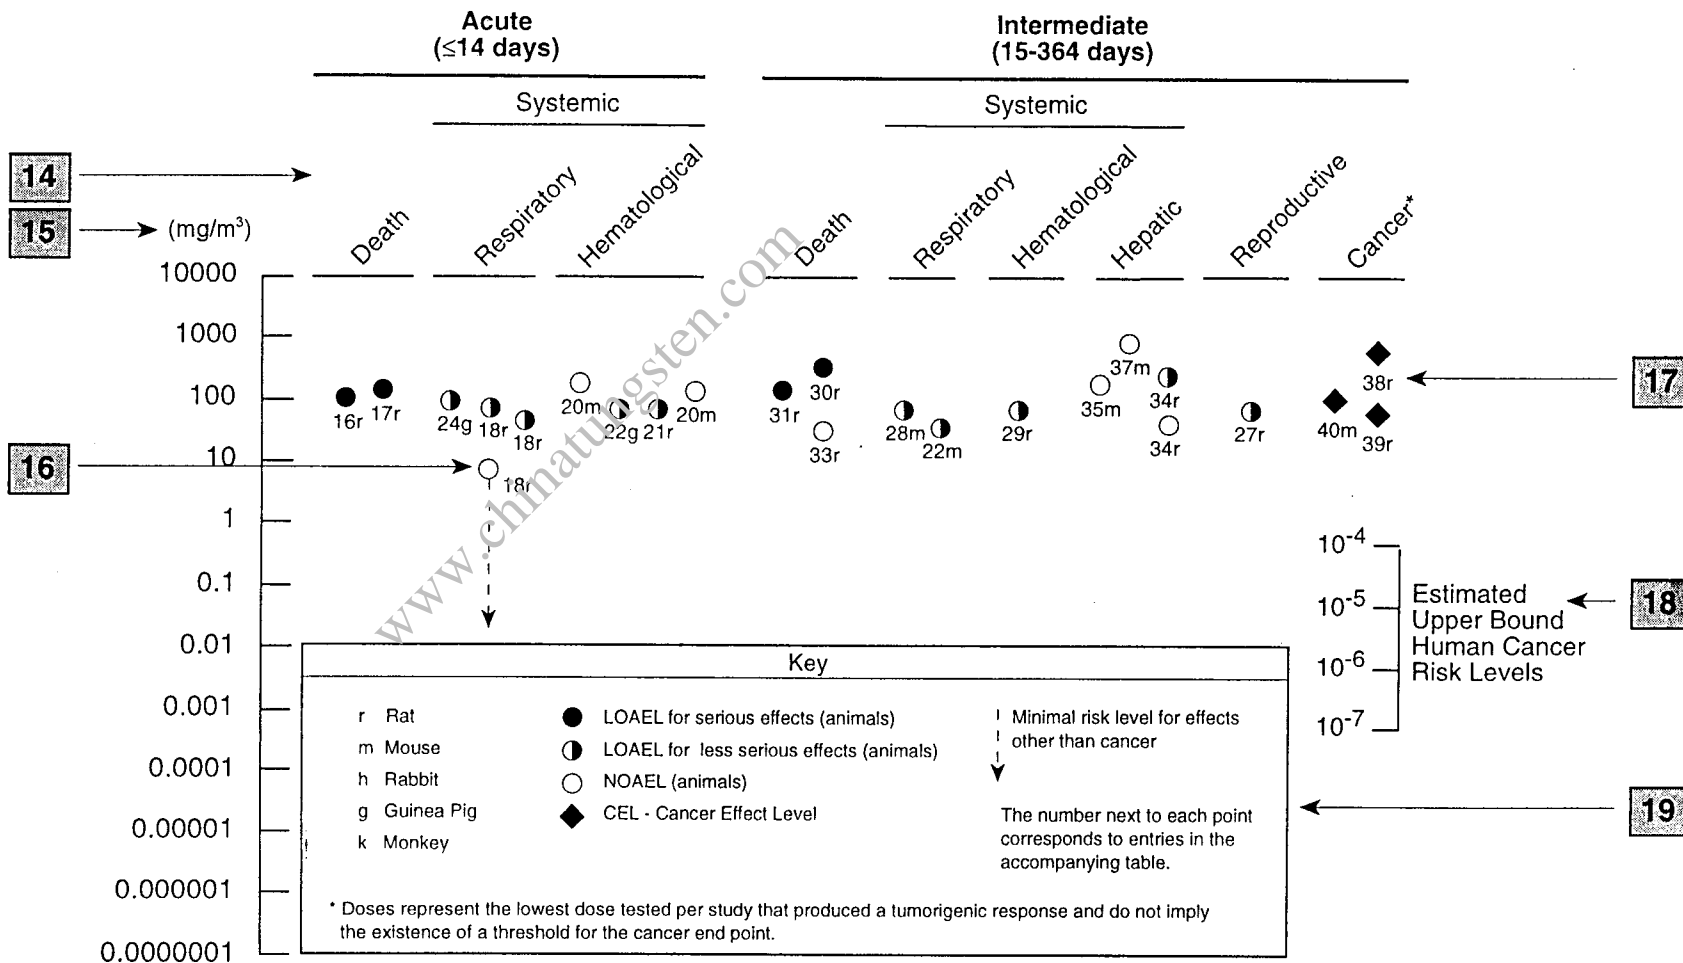 Acute
(≤14 days)
Intermediate
(15-364 days)
Systemic
Systemic
14
15
(mg/m³)
Death
Respiratory
Hematological
Death
Respiratory
Hematological
Hepatic
Reproductive
Cancer*
10000
1000
100
10
1
0.1
0.01
0.001
0.0001
0.00001
0.000001
0.0000001
16r
17r
24g
18r
18r
18r
20m
22g
21r
20m
31r
30r
33r
28m
22m
29r
35m
37m
34r
34r
27r
40m
38r
39r
16
17
18
19
10⁻⁴
10⁻⁵
10⁻⁶
10⁻⁷
Estimated
Upper Bound
Human Cancer
Risk Levels
www.chinatungsten.com
Key
r Rat
m Mouse
h Rabbit
g Guinea Pig
k Monkey
LOAEL for serious effects (animals)
LOAEL for less serious effects (animals)
NOAEL (animals)
CEL - Cancer Effect Level
Minimal risk level for effects
other than cancer
The number next to each point
corresponds to entries in the
accompanying table.
* Doses represent the lowest dose tested per study that produced a tumorigenic response and do not imply
the existence of a threshold for the cancer end point.